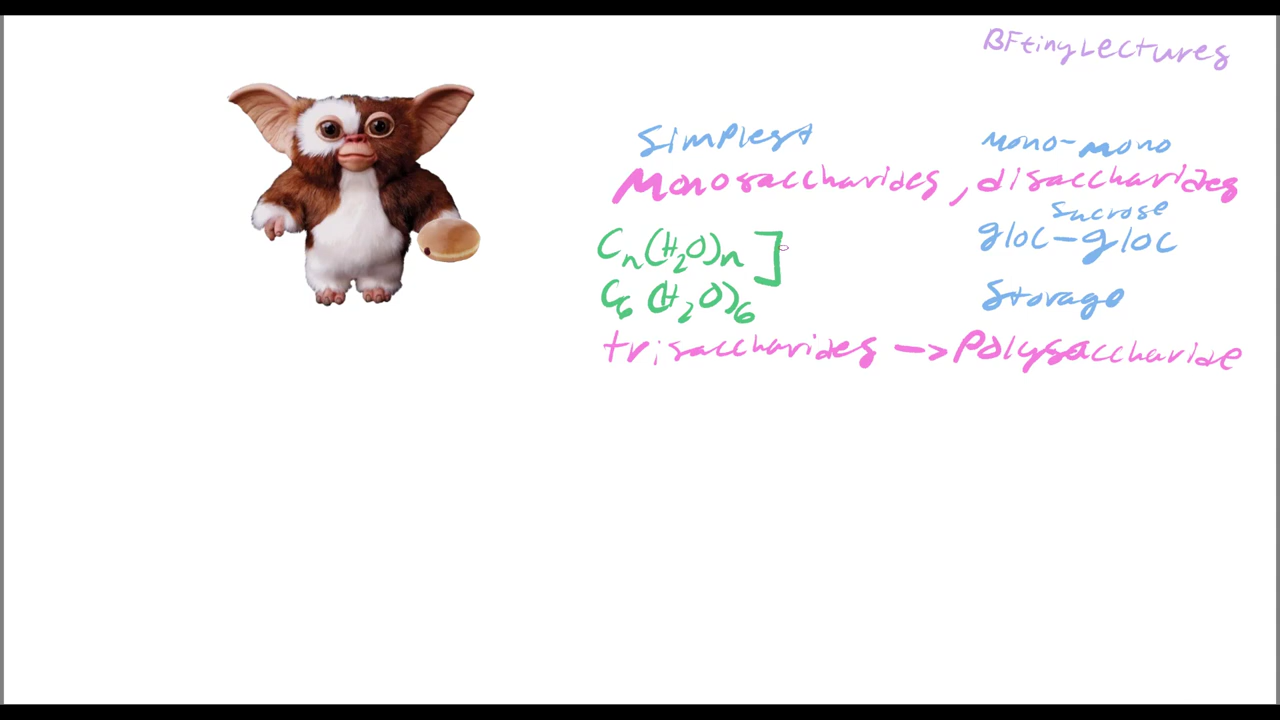 BFtinyLectures
Simplest
mono-mono
Monosaccharides, disaccharides
sucrose
gloc-gloc
Cn(H2O)n]
C6(H2O)6
Storage
trisaccharides -> Polysaccharide